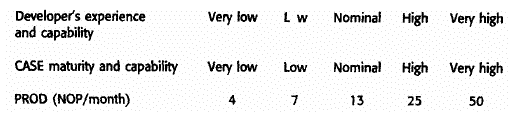 Developer's experience Very low L w Nominal High Very high
and capability
CASE maturity and capability Very low Low Nominal High Very high
PROD (NOP/month) 4 7 13 25 50